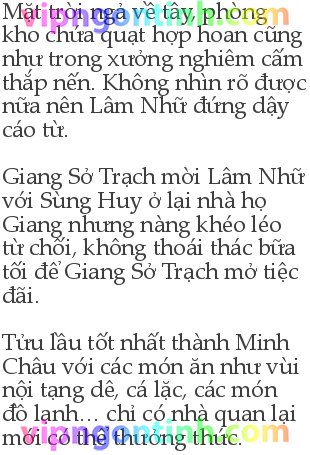 Mặt trời ngả về tây, phòng
kho chứa quạt hợp hoan cũng
như trong xưởng nghiêm cấm
thắp nến. Không nhìn rõ được
nữa nên Lâm Nhữ đứng dậy
cáo từ.
Giang Sở Trạch mời Lâm Nhữ
với Sùng Huy ở lại nhà họ
Giang nhưng nàng khéo léo
từ chối, không thoái thác bữa
tối để Giang Sở Trạch mở tiệc
đãi.
Tửu lầu tốt nhất thành Minh
Châu với các món ăn như vùi
nội tạng dê, cá lặc, các món
đồ lạnh... chỉ có nhà quan lại
mới có thể thưởng thức.
vipngontinh.com
vipngontinh.com